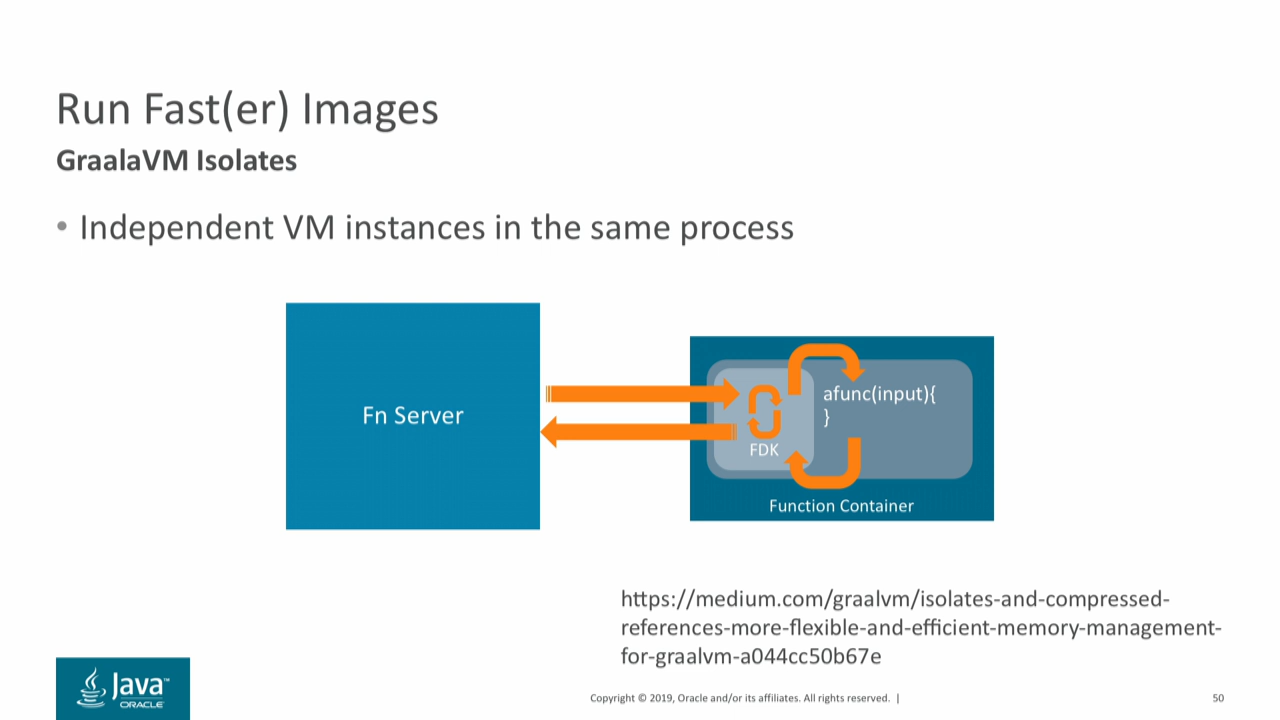 Run Fast(er) Images
GraalaVM Isolates
• Independent VM instances in the same process
Fn Server
afunc(input){
}
FDK
Function Container
https://medium.com/graalvm/isolates-and-compressed-
references-more-flexible-and-efficient-memory-management-
for-graalvm-a044cc50b67e
Java™
ORACLE
Copyright © 2019, Oracle and/or its affiliates. All rights reserved. |
50